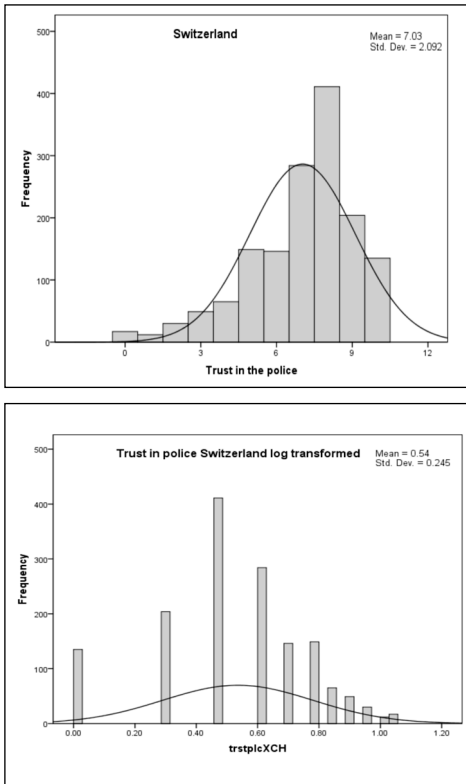 Switzerland
Mean = 7.03
Std. Dev. = 2.092
500
400
300
200
100
0
Frequency
0 3 6 9 12
Trust in the police
Trust in police Switzerland log transformed
Mean = 0.54
Std. Dev. = 0.245
500
400
300
200
100
0
Frequency
0.00 0.20 0.40 0.60 0.80 1.00 1.20
trstplcXCH